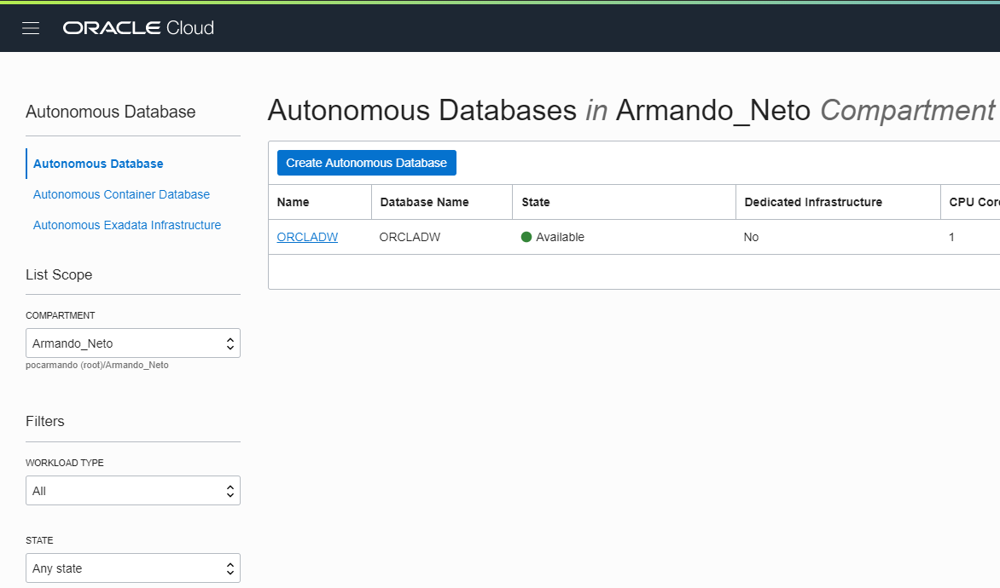 ORACLE Cloud
Autonomous Database
Autonomous Database
Autonomous Container Database
Autonomous Exadata Infrastructure
List Scope
COMPARTMENT
Armando_Neto
pocarmando (root)/Armando_Neto
Filters
WORKLOAD TYPE
All
STATE
Any state
Autonomous Databases in Armando_Neto Compartment
Create Autonomous Database
Name Database Name State Dedicated Infrastructure CPU Cor
ORCLADW ORCLADW Available No 1